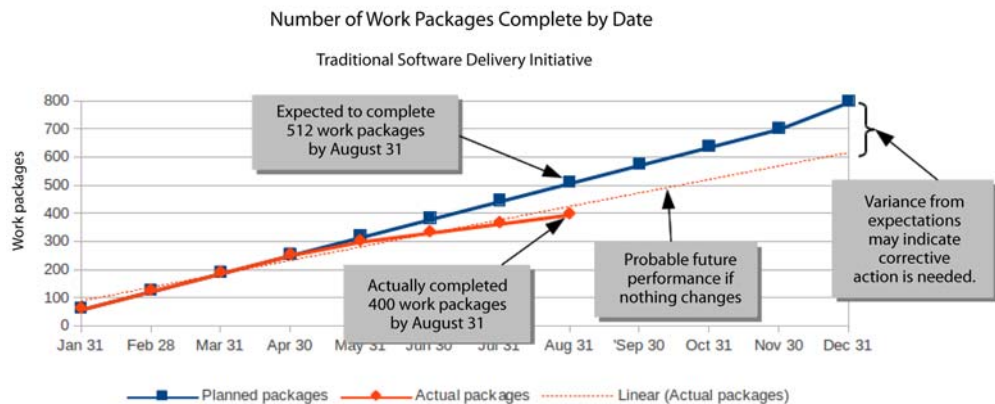 Number of Work Packages Complete by Date
Traditional Software Delivery Initiative
Work packages
800
700
600
500
400
300
200
100
0
Expected to complete
512 work packages
by August 31
Actually completed
400 work packages
by August 31
Probable future
performance if
nothing changes
Variance from
expectations
may indicate
corrective
action is needed.
Jan 31 Feb 28 Mar 31 Apr 30 May 31 Jun 30 Jul 31 Aug 31 'Sep 30 Oct 31 Nov 30 Dec 31
Planned packages Actual packages Linear (Actual packages)